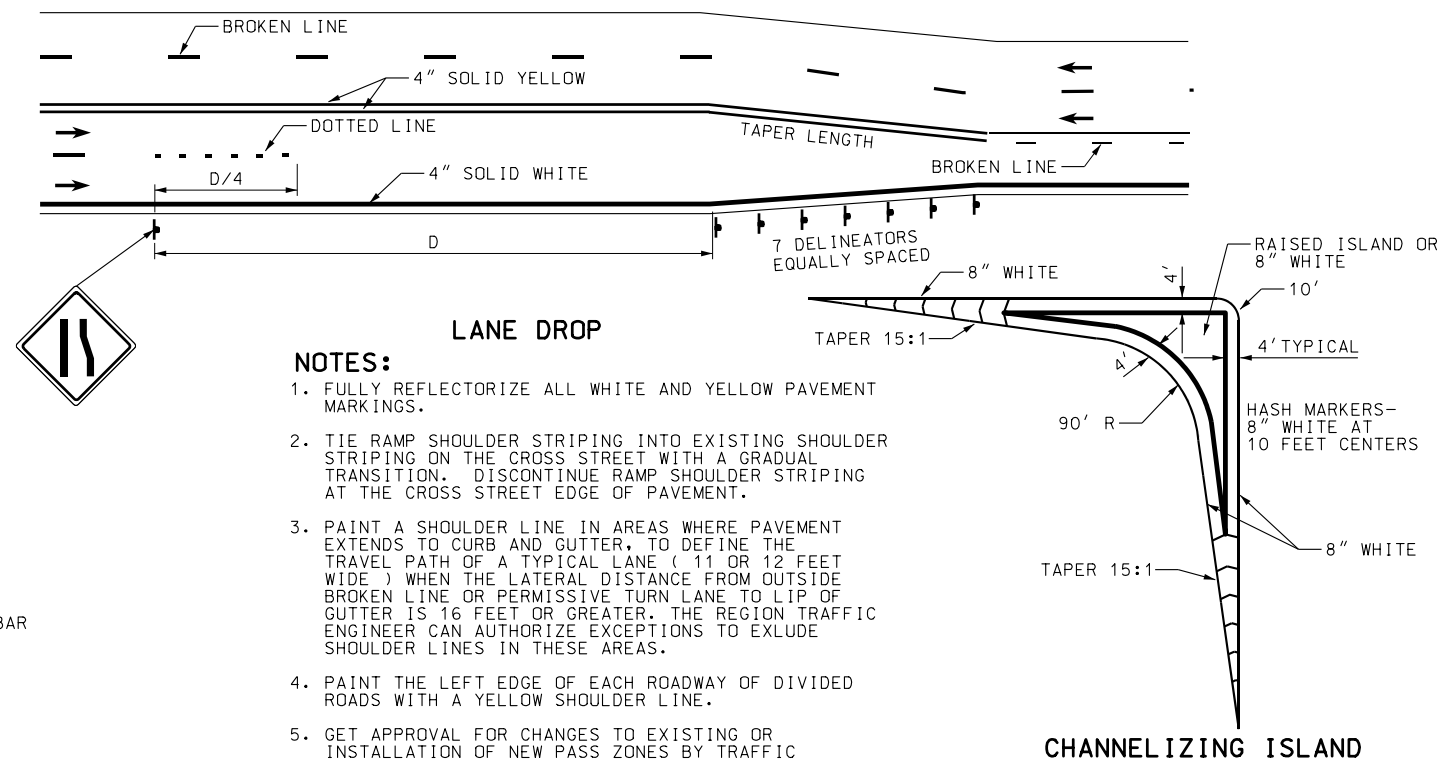 BROKEN LINE
4" SOLID YELLOW
DOTTED LINE
TAPER LENGTH
BROKEN LINE
D/4
4" SOLID WHITE
D
7 DELINEATORS
EQUALLY SPACED
LANE DROP
NOTES:
1. FULLY REFLECTORIZE ALL WHITE AND YELLOW PAVEMENT
MARKINGS.
2. TIE RAMP SHOULDER STRIPING INTO EXISTING SHOULDER
STRIPING ON THE CROSS STREET WITH A GRADUAL
TRANSITION. DISCONTINUE RAMP SHOULDER STRIPING
AT THE CROSS STREET EDGE OF PAVEMENT.
3. PAINT A SHOULDER LINE IN AREAS WHERE PAVEMENT
EXTENDS TO CURB AND GUTTER, TO DEFINE THE
TRAVEL PATH OF A TYPICAL LANE ( 11 OR 12 FEET
WIDE ) WHEN THE LATERAL DISTANCE FROM OUTSIDE
BROKEN LINE OR PERMISSIVE TURN LANE TO LIP OF
GUTTER IS 16 FEET OR GREATER. THE REGION TRAFFIC
ENGINEER CAN AUTHORIZE EXCEPTIONS TO EXLUDE
SHOULDER LINES IN THESE AREAS.
4. PAINT THE LEFT EDGE OF EACH ROADWAY OF DIVIDED
ROADS WITH A YELLOW SHOULDER LINE.
5. GET APPROVAL FOR CHANGES TO EXISTING OR
INSTALLATION OF NEW PASS ZONES BY TRAFFIC
BAR
8" WHITE
4'
RAISED ISLAND OR
8" WHITE
10'
TAPER 15:1
4' TYPICAL
4'
90' R
HASH MARKERS-
8" WHITE AT
10 FEET CENTERS
8" WHITE
TAPER 15:1
CHANNELIZING ISLAND